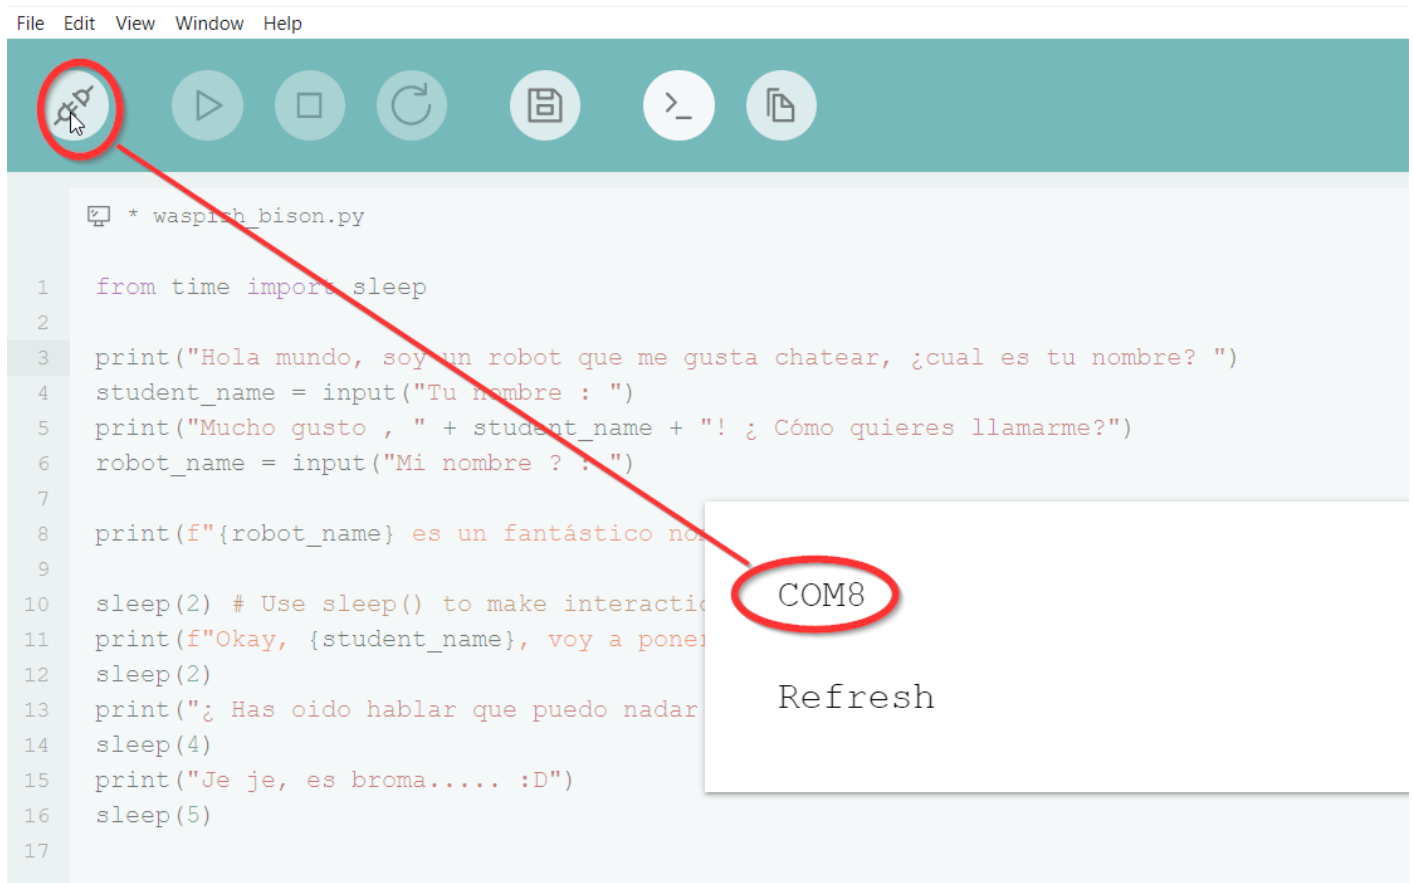 File Edit View Window Help
* waspish_bison.py
1 from time import sleep
2
3 print("Hola mundo, soy un robot que me gusta chatear, ¿cual es tu nombre? ")
4 student_name = input("Tu nombre : ")
5 print("Mucho gusto , " + student_name + "! ¿ Cómo quieres llamarme?")
6 robot_name = input("Mi nombre ? : ")
7
8 print(f"{robot_name} es un fantástico
9
10 sleep(2) # Use sleep() to make
11 print(f"Okay, {student_name}, voy a
12 sleep(2)
13 print("¿ Has oido hablar que puedo nadar
14 sleep(4)
15 print("Je je, es broma..... :D")
16 sleep(5)
17
COM8
Refresh